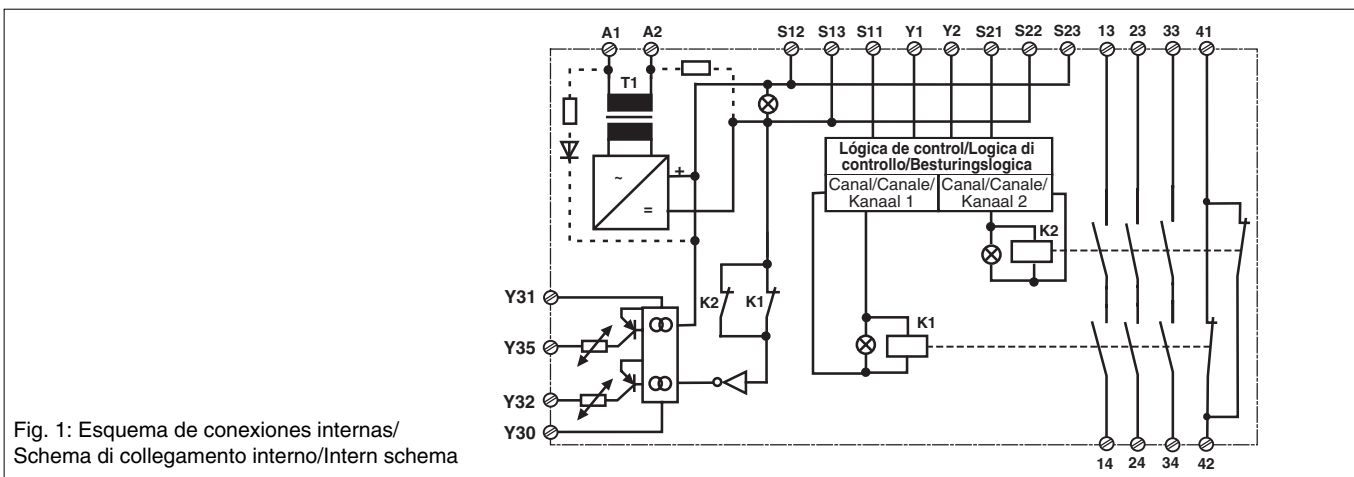 A1 A2 S12 S13 S11 Y1 Y2 S21 S22 S23 13 23 33 41
T1
Lógica de control/Logica di
controllo/Besturingslogica
Canal/Canale/
Kanaal 1
Canal/Canale/
Kanaal 2
~
+
=
K2
Y31
K2 K1
K1
Y35
Y32
Y30
14 24 34 42
Fig. 1: Esquema de conexiones internas/
Schema di collegamento interno/Intern schema